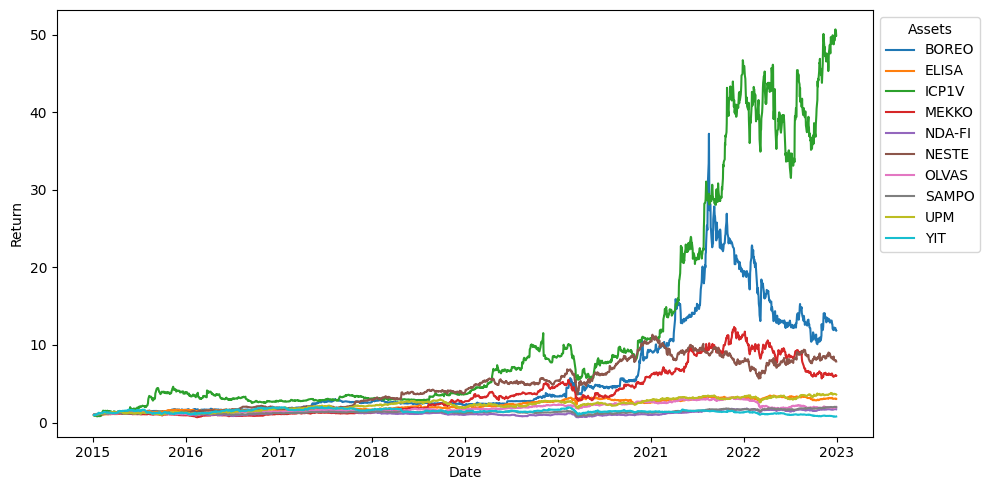 Return
50
40
30
20
10
0
2015 2016 2017 2018 2019 2020 2021 2022 2023
Date
Assets
BOREO
ELISA
ICP1V
MEKKO
NDA-FI
NESTE
OLVAS
SAMPO
UPM
YIT